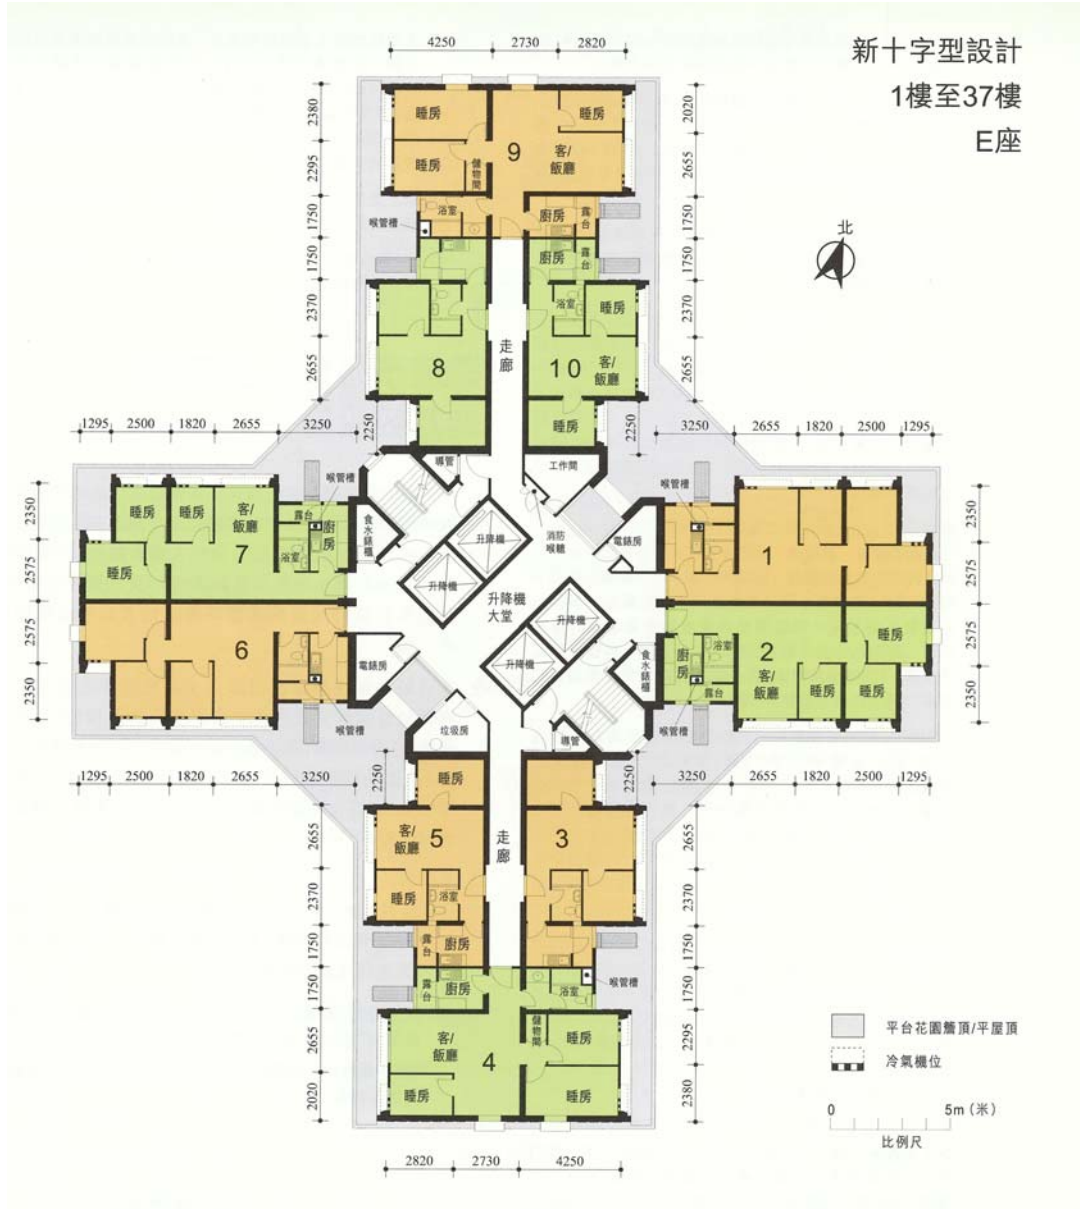 新十字型設計
1樓至37樓
E座
北
4250 2730 2820
2380
2295
1750
1750
2370
2655
2020
2655
1750
1750
2370
2655
睡房
睡房
睡房
儲物間
9
客/
飯廳
浴室
廚房
露台
喉管槽
廚房
露台
浴室
睡房
8
走廊
10
客/
飯廳
睡房
2250
2250
1295 2500 1820 2655 3250
3250 2655 1820 2500 1295
導管
工作間
喉管槽
喉管槽
2350
2575
2575
2350
2350
2575
2575
2350
睡房
睡房
客/
飯廳
7
睡房
露台
廚房
浴室
食水錶櫃
升降機
升降機
消防
喉轆
電錶房
1
升降機
大堂
升降機
升降機
6
電錶房
食水錶櫃
廚房
浴室
露台
2
客/
飯廳
睡房
睡房
睡房
喉管槽
垃圾房
導管
喉管槽
1295 2500 1820 2655 3250
3250 2655 1820 2500 1295
2250
2250
睡房
5
客/
飯廳
走廊
3
睡房
浴室
露台
廚房
露台
廚房
浴室
喉管槽
客/
飯廳
4
儲物間
睡房
睡房
睡房
2655
2370
1750
1750
2655
2020
2655
2370
1750
1750
2295
2380
2820 2730 4250
平台花園簷頂/平屋頂
冷氣機位
0 5m (米)
比例尺